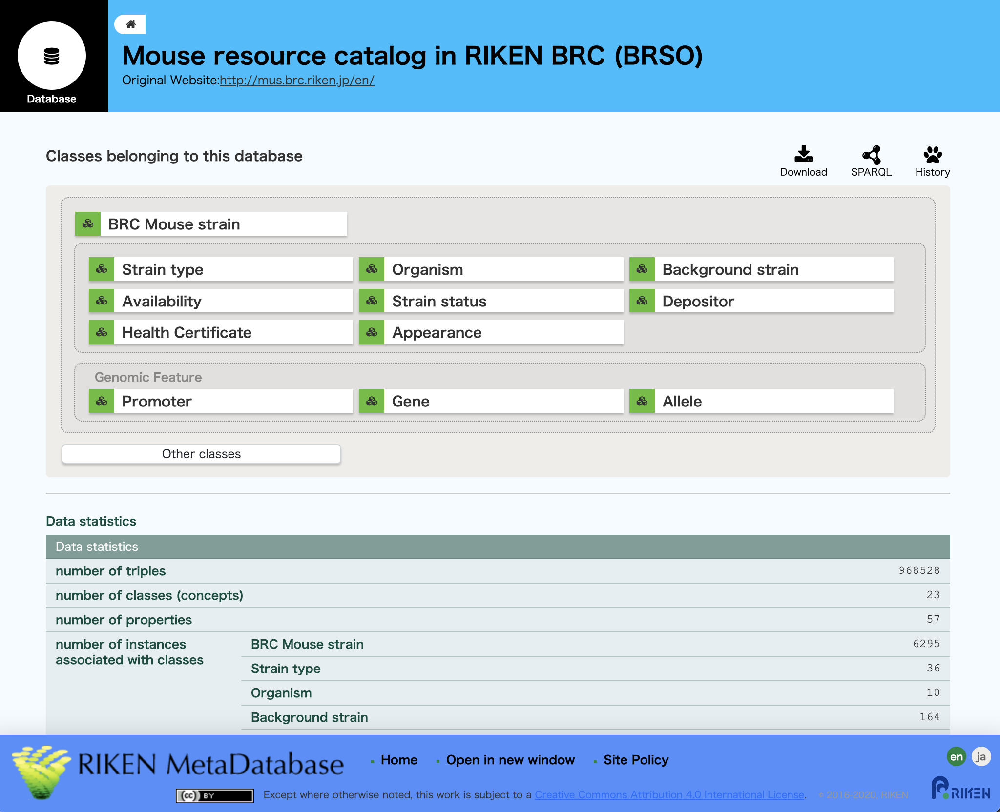 Database
Mouse resource catalog in RIKEN BRC (BRSO)
Original Website:http://mus.brc.riken.jp/en/
Classes belonging to this database
Download
SPARQL
History
BRC Mouse strain
Strain type
Organism
Background strain
Availability
Strain status
Depositor
Health Certificate
Appearance
Genomic Feature
Promoter
Gene
Allele
Other classes
Data statistics
Data statistics
number of triples 968528
number of classes (concepts) 23
number of properties 57
number of instances associated with classes
BRC Mouse strain 6295
Strain type 36
Organism 10
Background strain 164
RIKEN MetaDatabase
Home
Open in new window
Site Policy
en
ja
(cc) BY
Except where otherwise noted, this work is subject to a Creative Commons Attribution 4.0 International License.
© 2016-2020, RIKEN
RIKEN